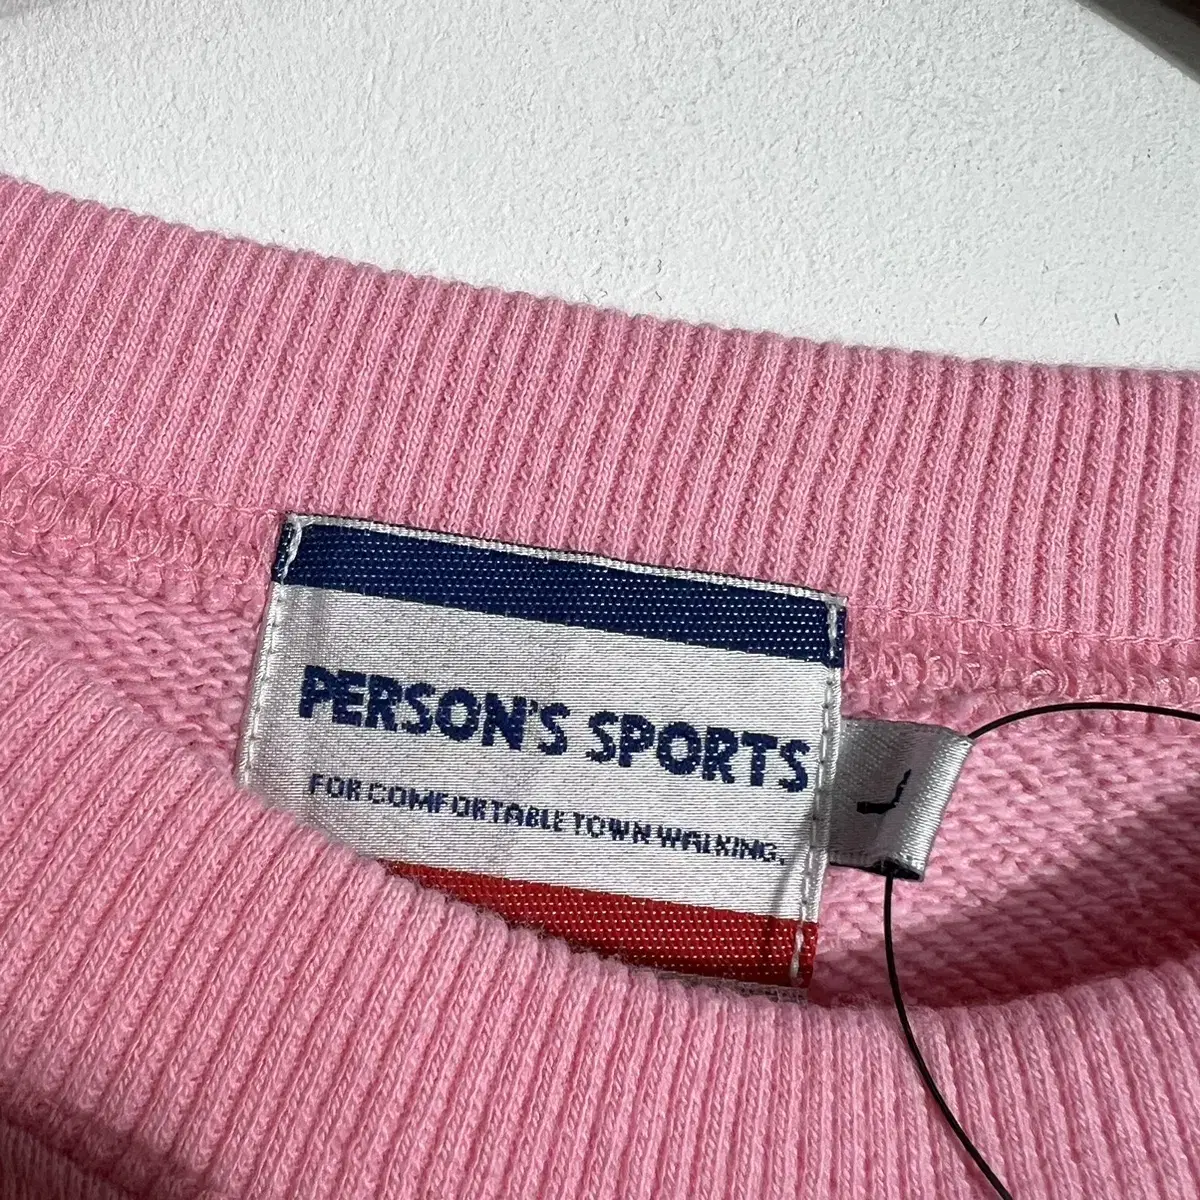 PERSON'S SPORTS
FOR COMFORTABLE TOWN WALKING.
L